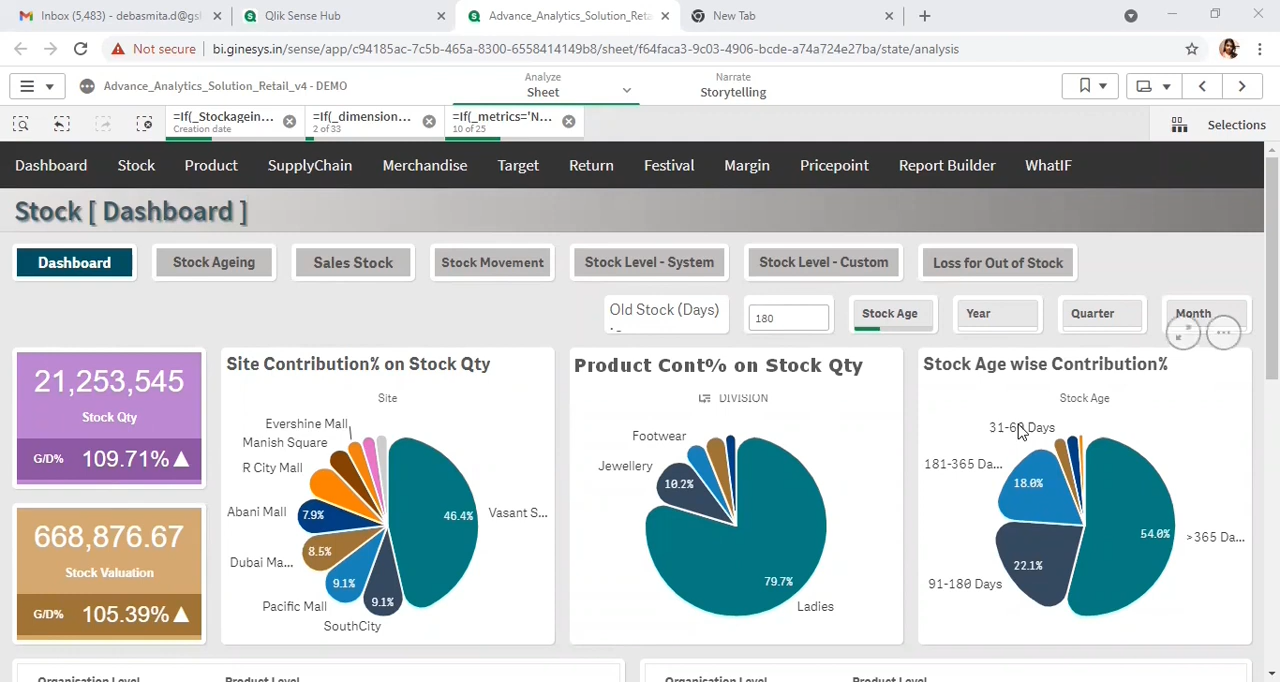 Inbox (5,483) - debasmita.d@gsl
Qlik Sense Hub
Advance_Analytics_Solution_Reta
New Tab
Not secure
bi.ginesys.in/sense/app/c94185ac-7c5b-465a-8300-658414149b8/sheet/f64faca3-9c03-4906-bcde-a74a724e27ba/state/analysis
Advance_Analytics_Solution_Retail_v4 - DEMO
Analyze
Sheet
Narrate
Storytelling
=If(_Stockagein...
Creation date
=If(_dimension...
2 of 33
=If(_metrics='N...
10 of 25
Selections
Dashboard Stock Product SupplyChain Merchandise Target Return Festival Margin Pricepoint Report Builder WhatIF
Stock [ Dashboard ]
Dashboard Stock Ageing Sales Stock Stock Movement Stock Level - System Stock Level - Custom Loss for Out of Stock
Old Stock (Days)
180
Stock Age
Year
Quarter
Month
21,253,545
Stock Qty
G/D% 109.71%▲
668,876.67
Stock Valuation
G/D% 105.39%▲
Site Contribution% on Stock Qty
Site
Evershine Mall
Manish Square
R City Mall
Abani Mall
7.9%
46.4%
Vasant S...
8.5%
Dubai Ma...
9.1%
9.1%
Pacific Mall
SouthCity
Product Cont% on Stock Qty
DIVISION
Footwear
Jewellery
10.2%
79.7%
Ladies
Stock Age wise Contribution%
Stock Age
31-60 Days
181-365 Da...
18.0%
54.0%
>365 Da...
22.1%
91-180 Days
Organisation Level
Product Level
Organisation Level
Product Level